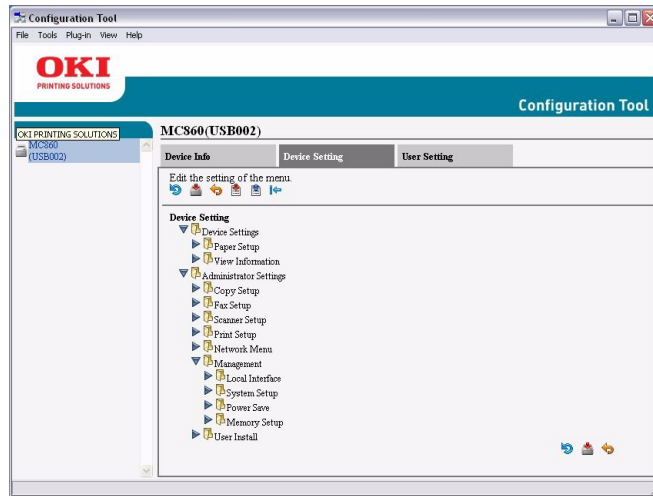 Configuration Tool
File Tools Plug-in View Help
OKI
PRINTING SOLUTIONS
Configuration Tool
OKI PRINTING SOLUTIONS
MC860
(USB002)
MC860(USB002)
Device Info Device Setting User Setting
Edit the setting of the menu.
Device Setting
Device Settings
Paper Setup
View Information
Administrator Settings
Copy Setup
Fax Setup
Scanner Setup
Print Setup
Network Menu
Management
Local Interface
System Setup
Power Save
Memory Setup
User Install